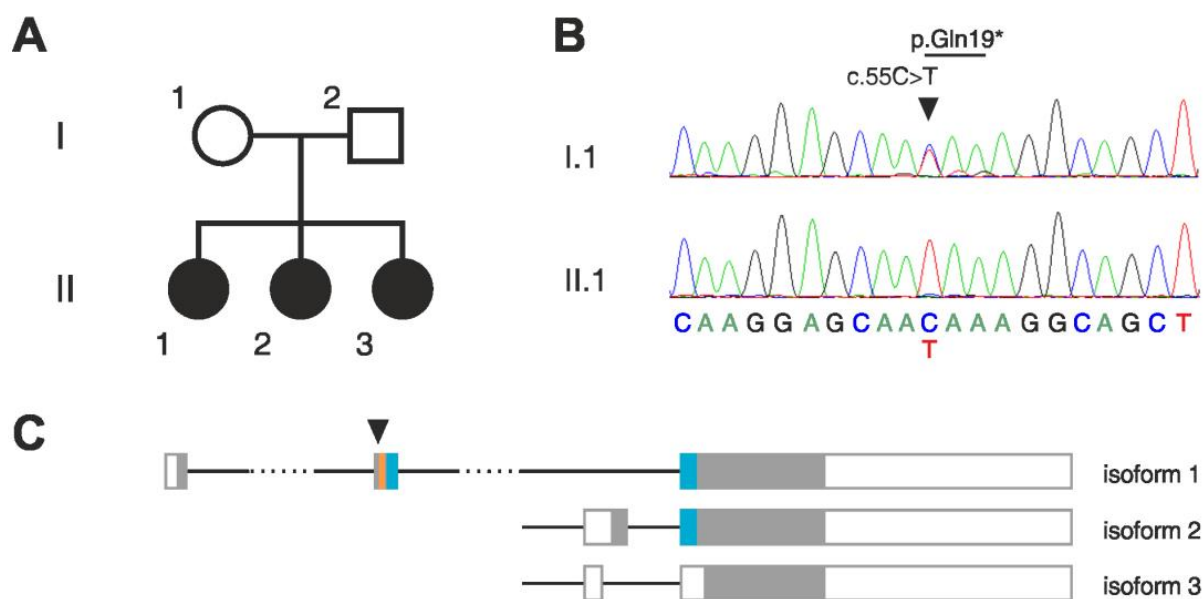 A
1
2
I
II
1
2
3
B
p.Gln19*
c.55C>T
I.1
II.1
CAAGGAGCAACAAAGGCAGCT
T
C
isoform 1
isoform 2
isoform 3